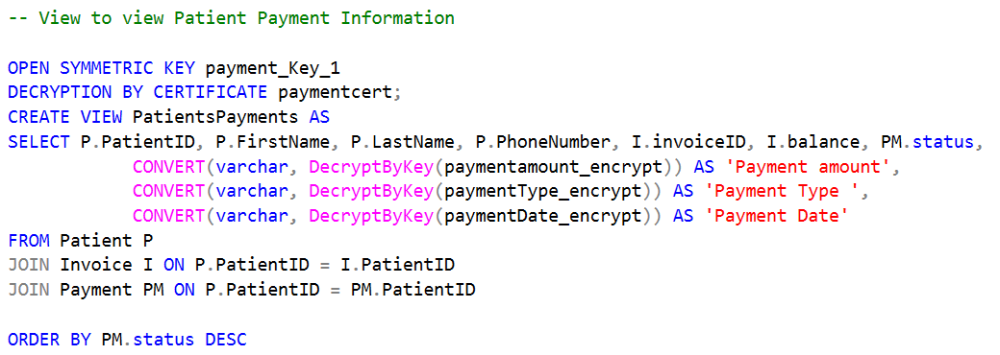 -- View to view Patient Payment Information
OPEN SYMMETRIC KEY payment_Key_1
DECRYPTION BY CERTIFICATE paymentcert;
CREATE VIEW PatientsPayments AS
SELECT P.PatientID, P.FirstName, P.LastName, P.PhoneNumber, I.invoiceID, I.balance, PM.status,
CONVERT(varchar, DecryptByKey(paymentamount_encrypt)) AS 'Payment amount',
CONVERT(varchar, DecryptByKey(paymentType_encrypt)) AS 'Payment Type ',
CONVERT(varchar, DecryptByKey(paymentDate_encrypt)) AS 'Payment Date'
FROM Patient P
JOIN Invoice I ON P.PatientID = I.PatientID
JOIN Payment PM ON P.PatientID = PM.PatientID
ORDER BY PM.status DESC